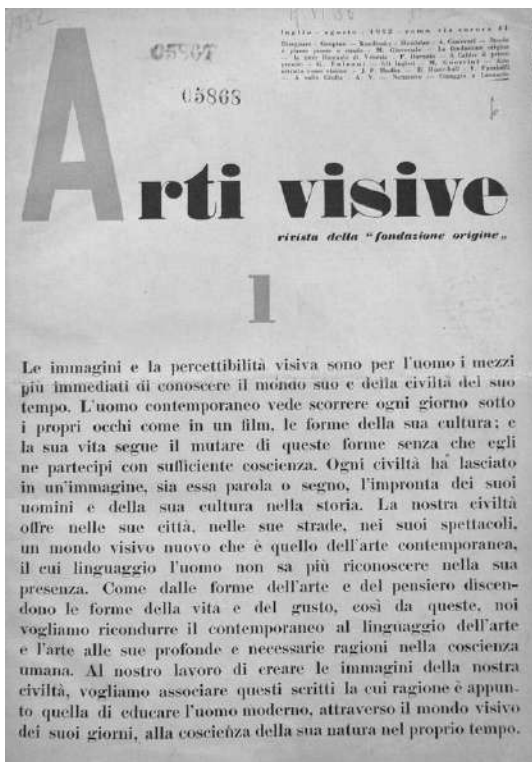 1952
luglio - agosto - 1952 - roma via aurora 41
05867
05868
Arti visive
rivista della "fondazione origine„
1
Le immagini e la percettibilità visiva sono per l'uomo i mezzi
più immediati di conoscere il mondo suo e della civiltà del suo
tempo. L'uomo contemporaneo vede scorrere ogni giorno sotto
i propri occhi come in un film, le forme della sua cultura; e
la sua vita segue il mutare di queste forme senza che egli
ne partecipi con sufficiente coscienza. Ogni civiltà ha lasciato
in un'immagine, sia essa parola o segno, l'impronta dei suoi
uomini e della sua cultura nella storia. La nostra civiltà
offre nelle sue città, nelle sue strade, nei suoi spettacoli,
un mondo visivo nuovo che è quello dell'arte contemporanea,
il cui linguaggio l'uomo non sa più riconoscere nella sua
presenza. Come dalle forme dell'arte e del pensiero discen-
dono le forme della vita e del gusto, così da queste, noi
vogliamo ricondurre il contemporaneo al linguaggio dell'arte
e l'arte alle sue profonde e necessarie ragioni nella coscienza
umana. Al nostro lavoro di creare le immagini della nostra
civiltà, vogliamo associare questi scritti la cui ragione è appun-
to quella di educare l'uomo moderno, attraverso il mondo visivo
dei suoi giorni, alla coscienza della sua natura nel proprio tempo.